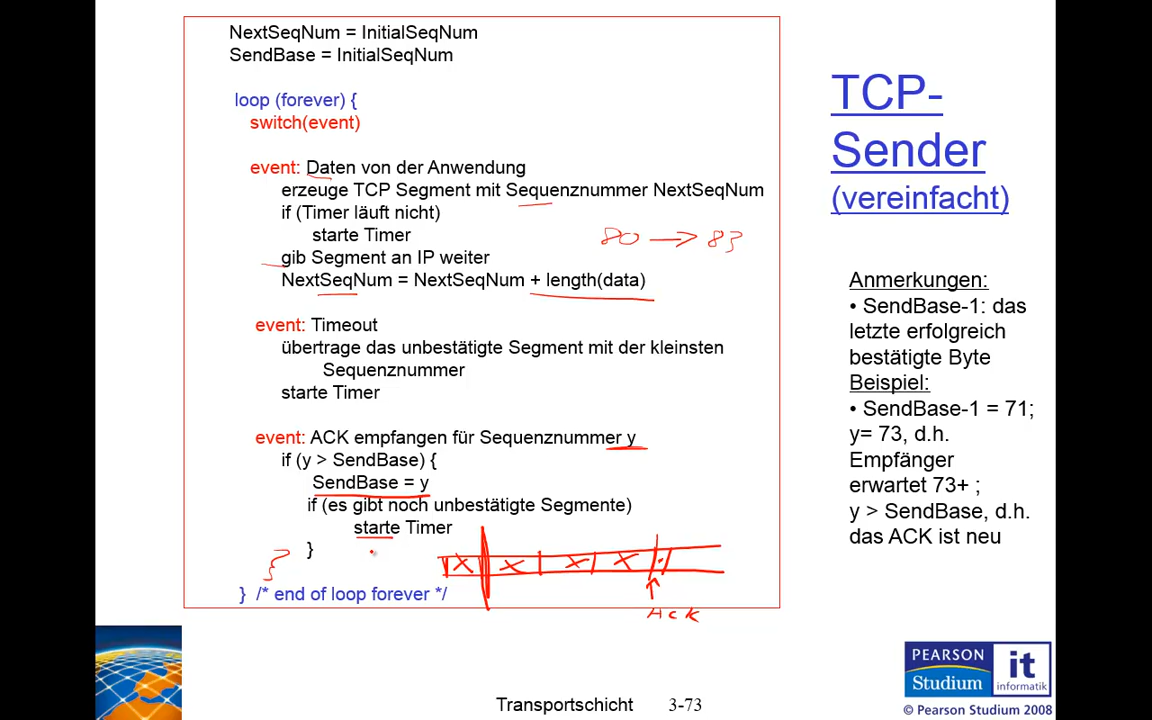 NextSeqNum = InitialSeqNum
SendBase = InitialSeqNum
loop (forever) {
switch(event)
event: Daten von der Anwendung
erzeuge TCP Segment mit Sequenznummer NextSeqNum
if (Timer läuft nicht)
starte Timer
80 → 83
gib Segment an IP weiter
NextSeqNum = NextSeqNum + length(data)
event: Timeout
übertrage das unbestätigte Segment mit der kleinsten
Sequenznummer
starte Timer
event: ACK empfangen für Sequenznummer y
if (y > SendBase) {
SendBase = y
if (es gibt noch unbestätigte Segmente)
starte Timer
}
}
x x x x
Ack
} /* end of loop forever */
TCP-
Sender
(vereinfacht)
Anmerkungen:
• SendBase-1: das
letzte erfolgreich
bestätigte Byte
Beispiel:
• SendBase-1 = 71;
y= 73, d.h.
Empfänger
erwartet 73+ ;
y > SendBase, d.h.
das ACK ist neu
Transportschicht 3-73
PEARSON
Studium
it
informatik
© Pearson Studium 2008